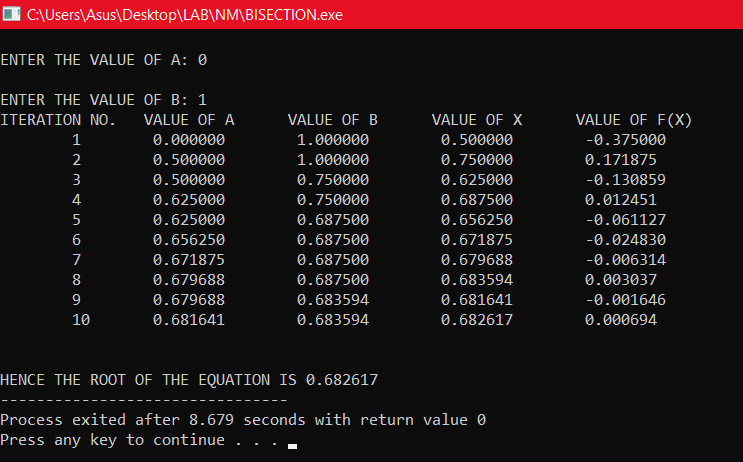 C:\Users\Asus\Desktop\LAB\NM\BISECTION.exe
ENTER THE VALUE OF A: 0
ENTER THE VALUE OF B: 1
ITERATION NO.   VALUE OF A      VALUE OF B      VALUE OF X      VALUE OF F(X)
        1        0.000000        1.000000        0.500000        -0.375000
        2        0.500000        1.000000        0.750000        0.171875
        3        0.500000        0.750000        0.625000        -0.130859
        4        0.625000        0.750000        0.687500        0.012451
        5        0.625000        0.687500        0.656250        -0.061127
        6        0.656250        0.687500        0.671875        -0.024830
        7        0.671875        0.687500        0.679688        -0.006314
        8        0.679688        0.687500        0.683594        0.003037
        9        0.679688        0.683594        0.681641        -0.001646
        10       0.681641        0.683594        0.682617        0.000694
HENCE THE ROOT OF THE EQUATION IS 0.682617
--------------------------------
Process exited after 8.679 seconds with return value 0
Press any key to continue . . .